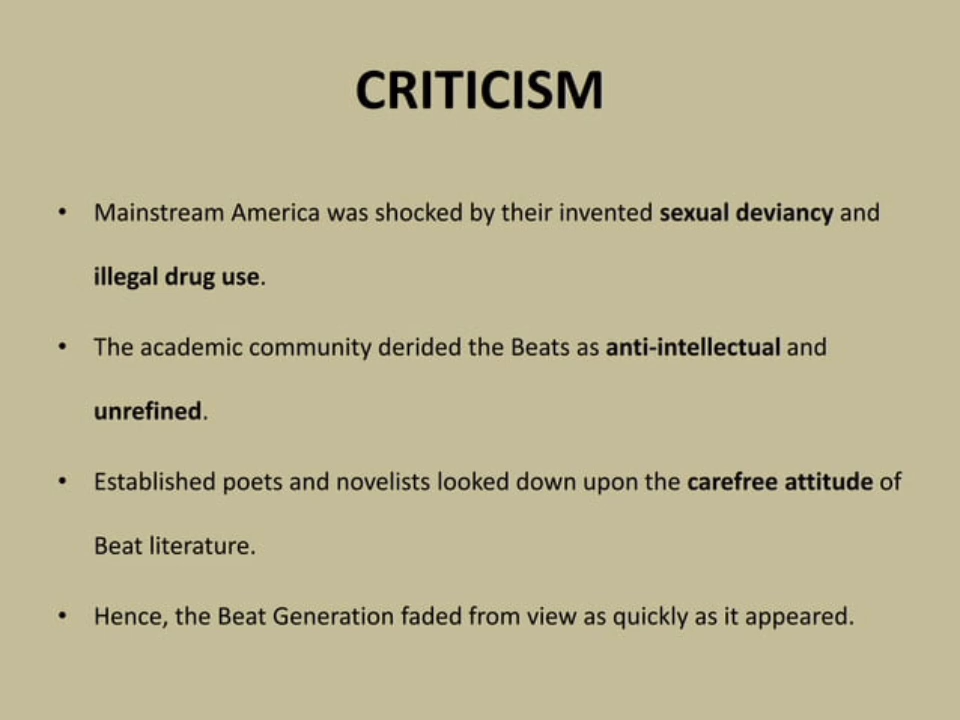 CRITICISM
• Mainstream America was shocked by their invented sexual deviancy and
illegal drug use.
• The academic community derided the Beats as anti-intellectual and
unrefined.
• Established poets and novelists looked down upon the carefree attitude of
Beat literature.
• Hence, the Beat Generation faded from view as quickly as it appeared.